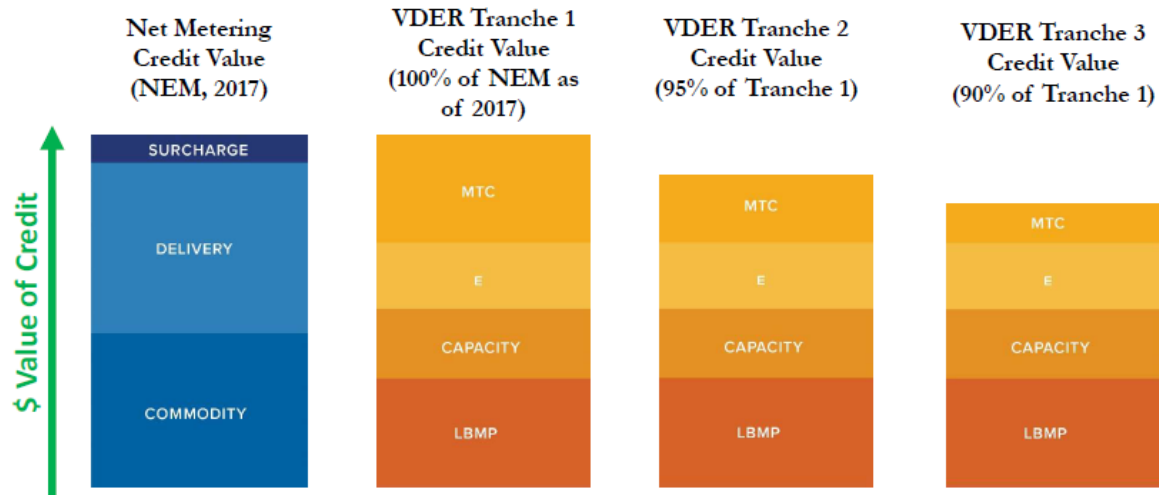 Net Metering
Credit Value
(NEM, 2017)
VDER Tranche 1
Credit Value
(100% of NEM as
of 2017)
VDER Tranche 2
Credit Value
(95% of Tranche 1)
VDER Tranche 3
Credit Value
(90% of Tranche 1)
$ Value of Credit
SURCHARGE
DELIVERY
COMMODITY
MTC
E
CAPACITY
LBMP
MTC
E
CAPACITY
LBMP
MTC
E
CAPACITY
LBMP